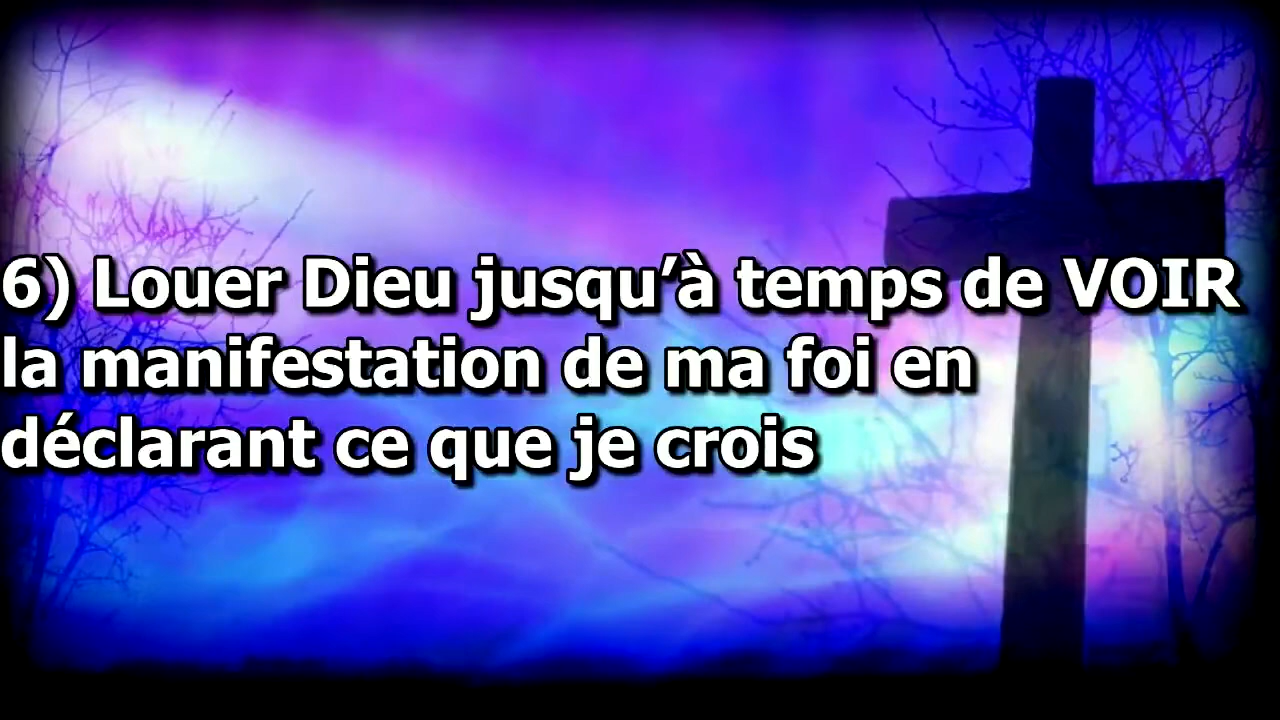 6) Louer Dieu jusqu’à temps de VOIR
la manifestation de ma foi en
déclarant ce que je crois